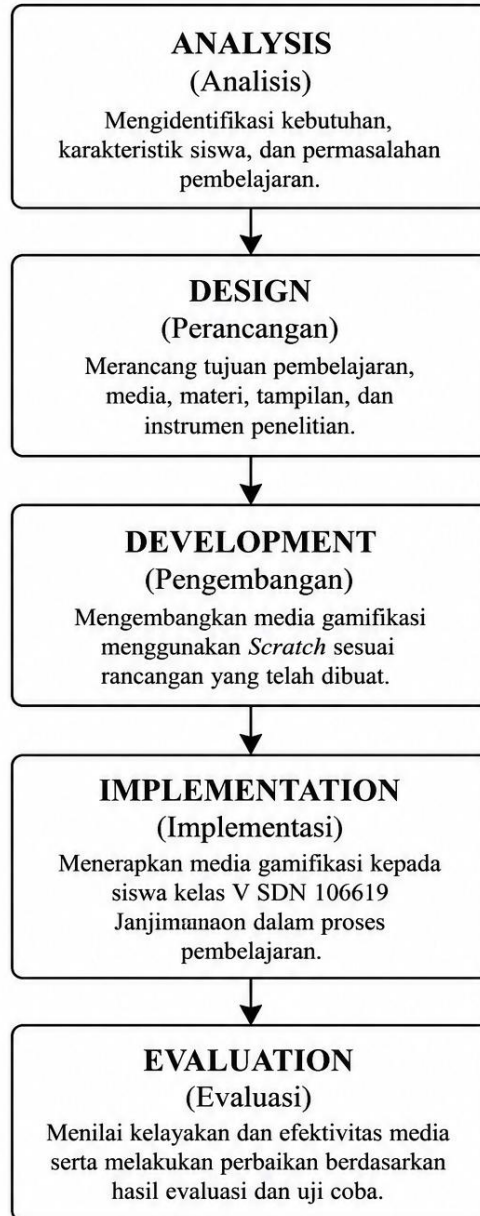 ANALYSIS
(Analisis)
Mengidentifikasi kebutuhan,
karakteristik siswa, dan permasalahan
pembelajaran.
DESIGN
(Perancangan)
Merancang tujuan pembelajaran,
media, materi, tampilan, dan
instrumen penelitian.
DEVELOPMENT
(Pengembangan)
Mengembangkan media gamifikasi
menggunakan Scratch sesuai
rancangan yang telah dibuat.
IMPLEMENTATION
(Implementasi)
Menerapkan media gamifikasi kepada
siswa kelas V SDN 106619
dalam proses
pembelajaran.
EVALUATION
(Evaluasi)
Menilai kelayakan dan efektivitas media
serta melakukan perbaikan berdasarkan
hasil evaluasi dan uji coba.